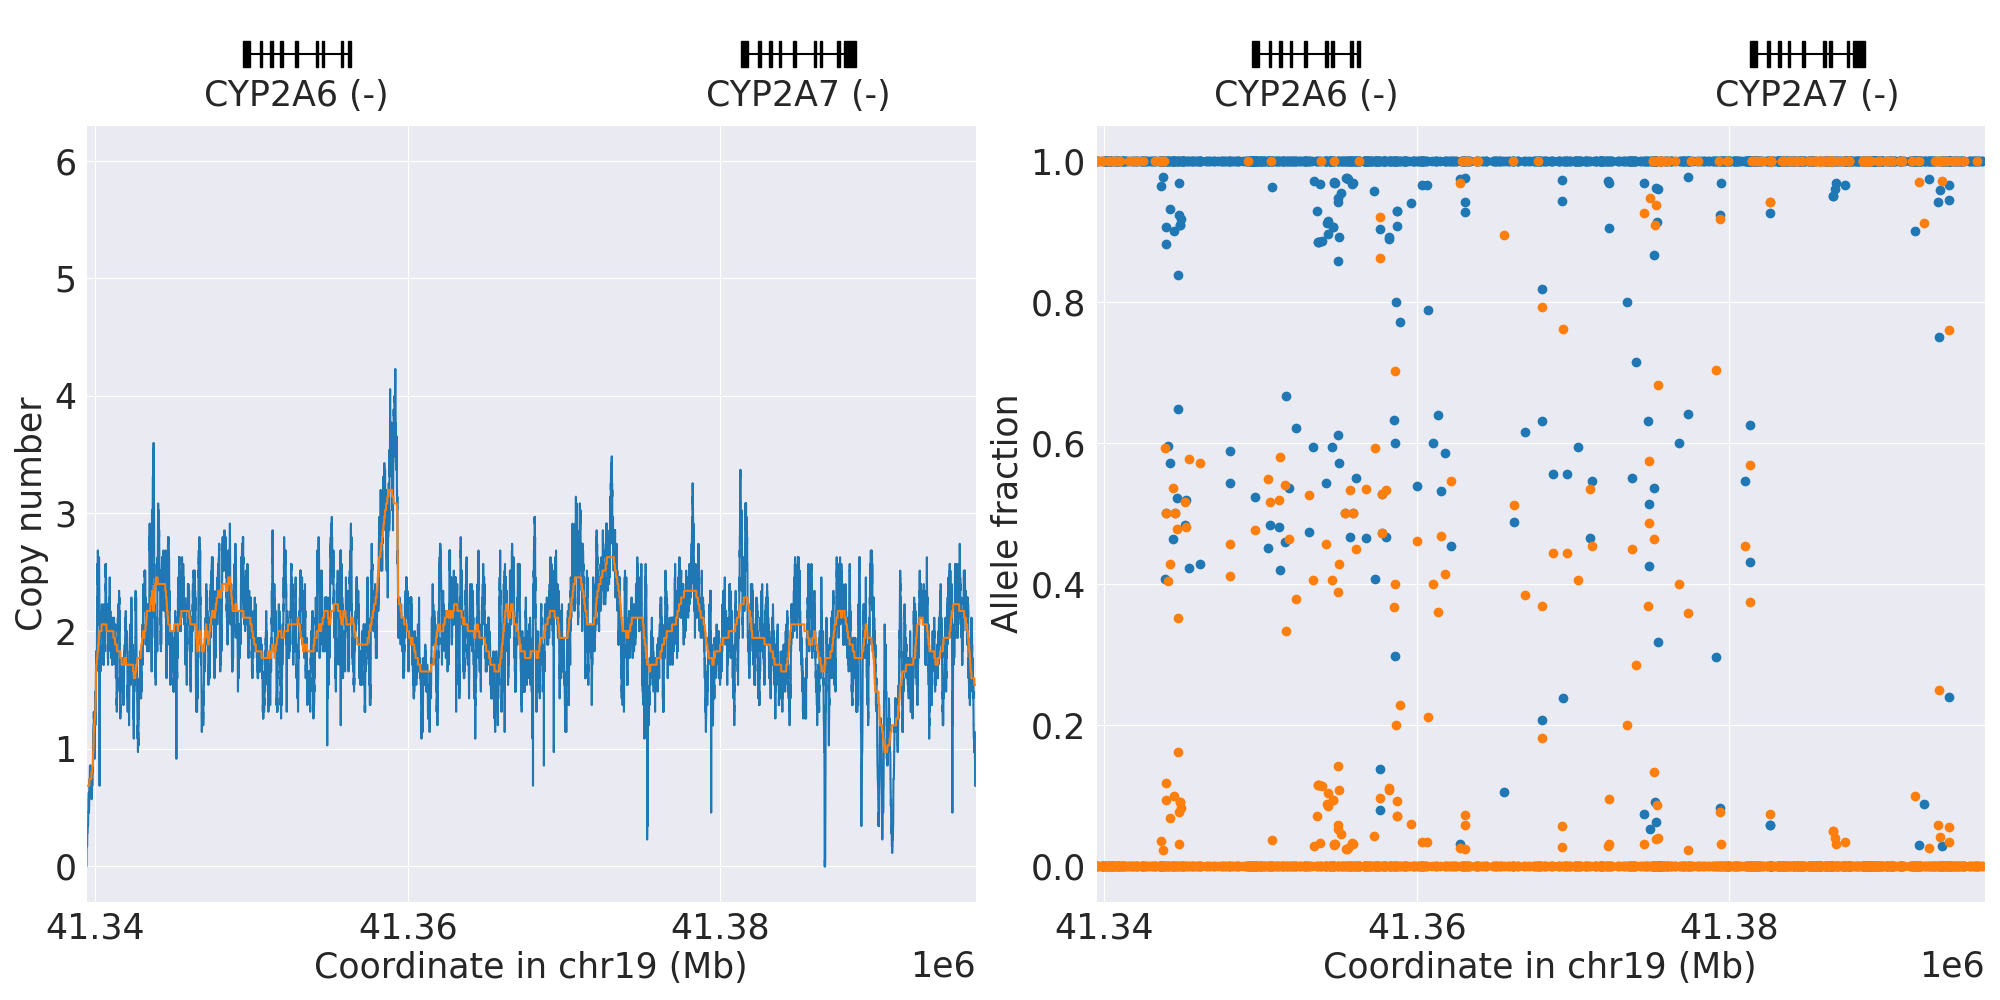 CYP2A6 (-)
CYP2A7 (-)
6
5
4
3
2
1
0
Copy number
41.34
41.36
41.38
Coordinate in chr19 (Mb)
1e6
CYP2A6 (-)
CYP2A7 (-)
1.0
0.8
0.6
0.4
0.2
0.0
Allele fraction
41.34
41.36
41.38
Coordinate in chr19 (Mb)
1e6